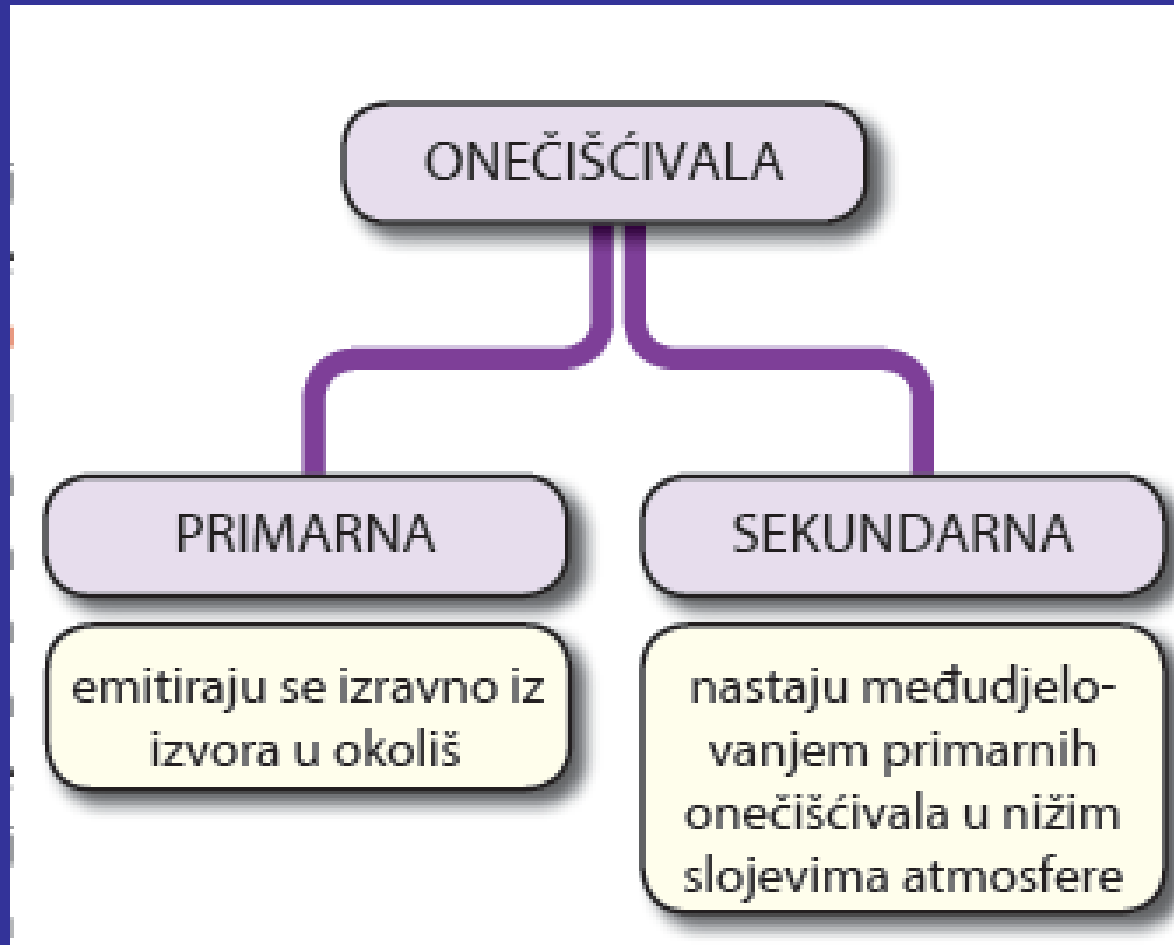 ONEČIŠĆIVALA
PRIMARNA
emitiraju se izravno iz
izvora u okoliš
SEKUNDARNA
nastaju međudjelo-
vanjem primarnih
onečišćivala u nižim
slojevima atmosfere